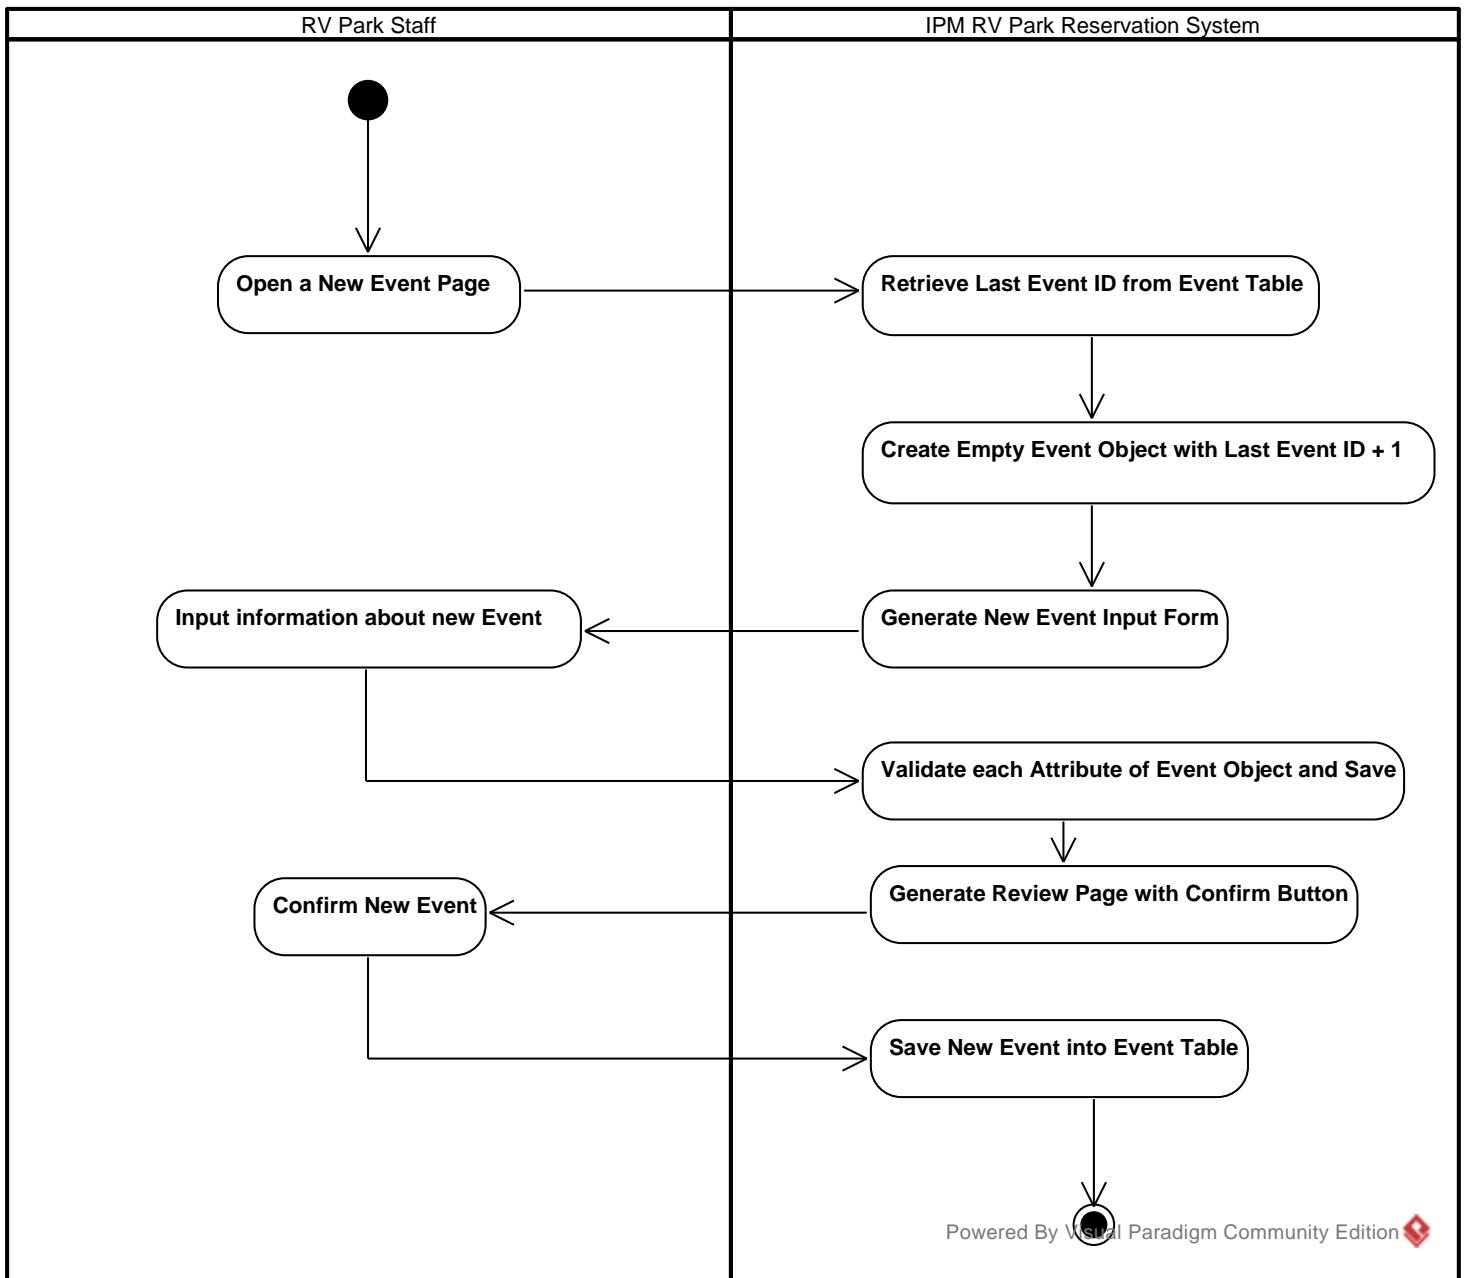 RV Park Staff
IPM RV Park Reservation System
Open a New Event Page
Retrieve Last Event ID from Event Table
Create Empty Event Object with Last Event ID + 1
Input information about new Event
Generate New Event Input Form
Validate each Attribute of Event Object and Save
Confirm New Event
Generate Review Page with Confirm Button
Save New Event into Event Table
Powered By Visual Paradigm Community Edition